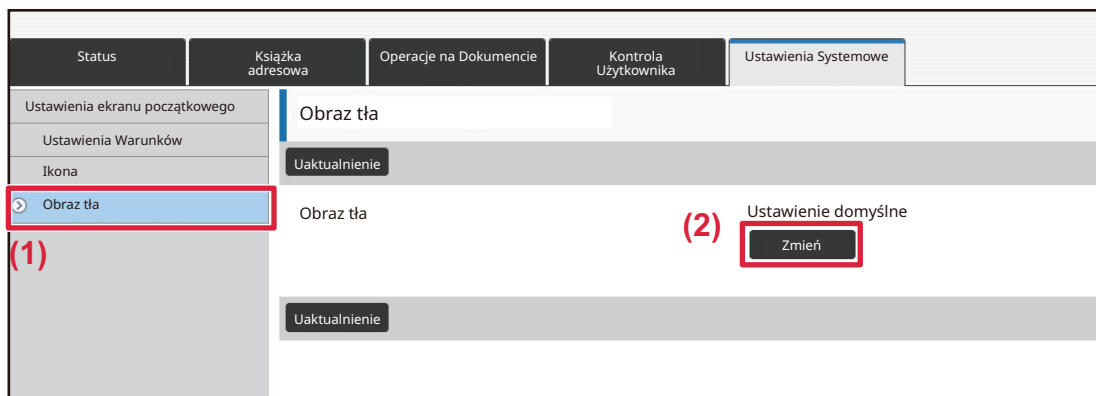 Status
Książka
adresowa
Operacje na Dokumencie
Kontrola
Użytkownika
Ustawienia Systemowe
Ustawienia ekranu początkowego
Ustawienia Warunków
Ikona
Obraz tła
(1)
Obraz tła
Uaktualnienie
Obraz tła
Ustawienie domyślne
(2)
Zmień
Uaktualnienie